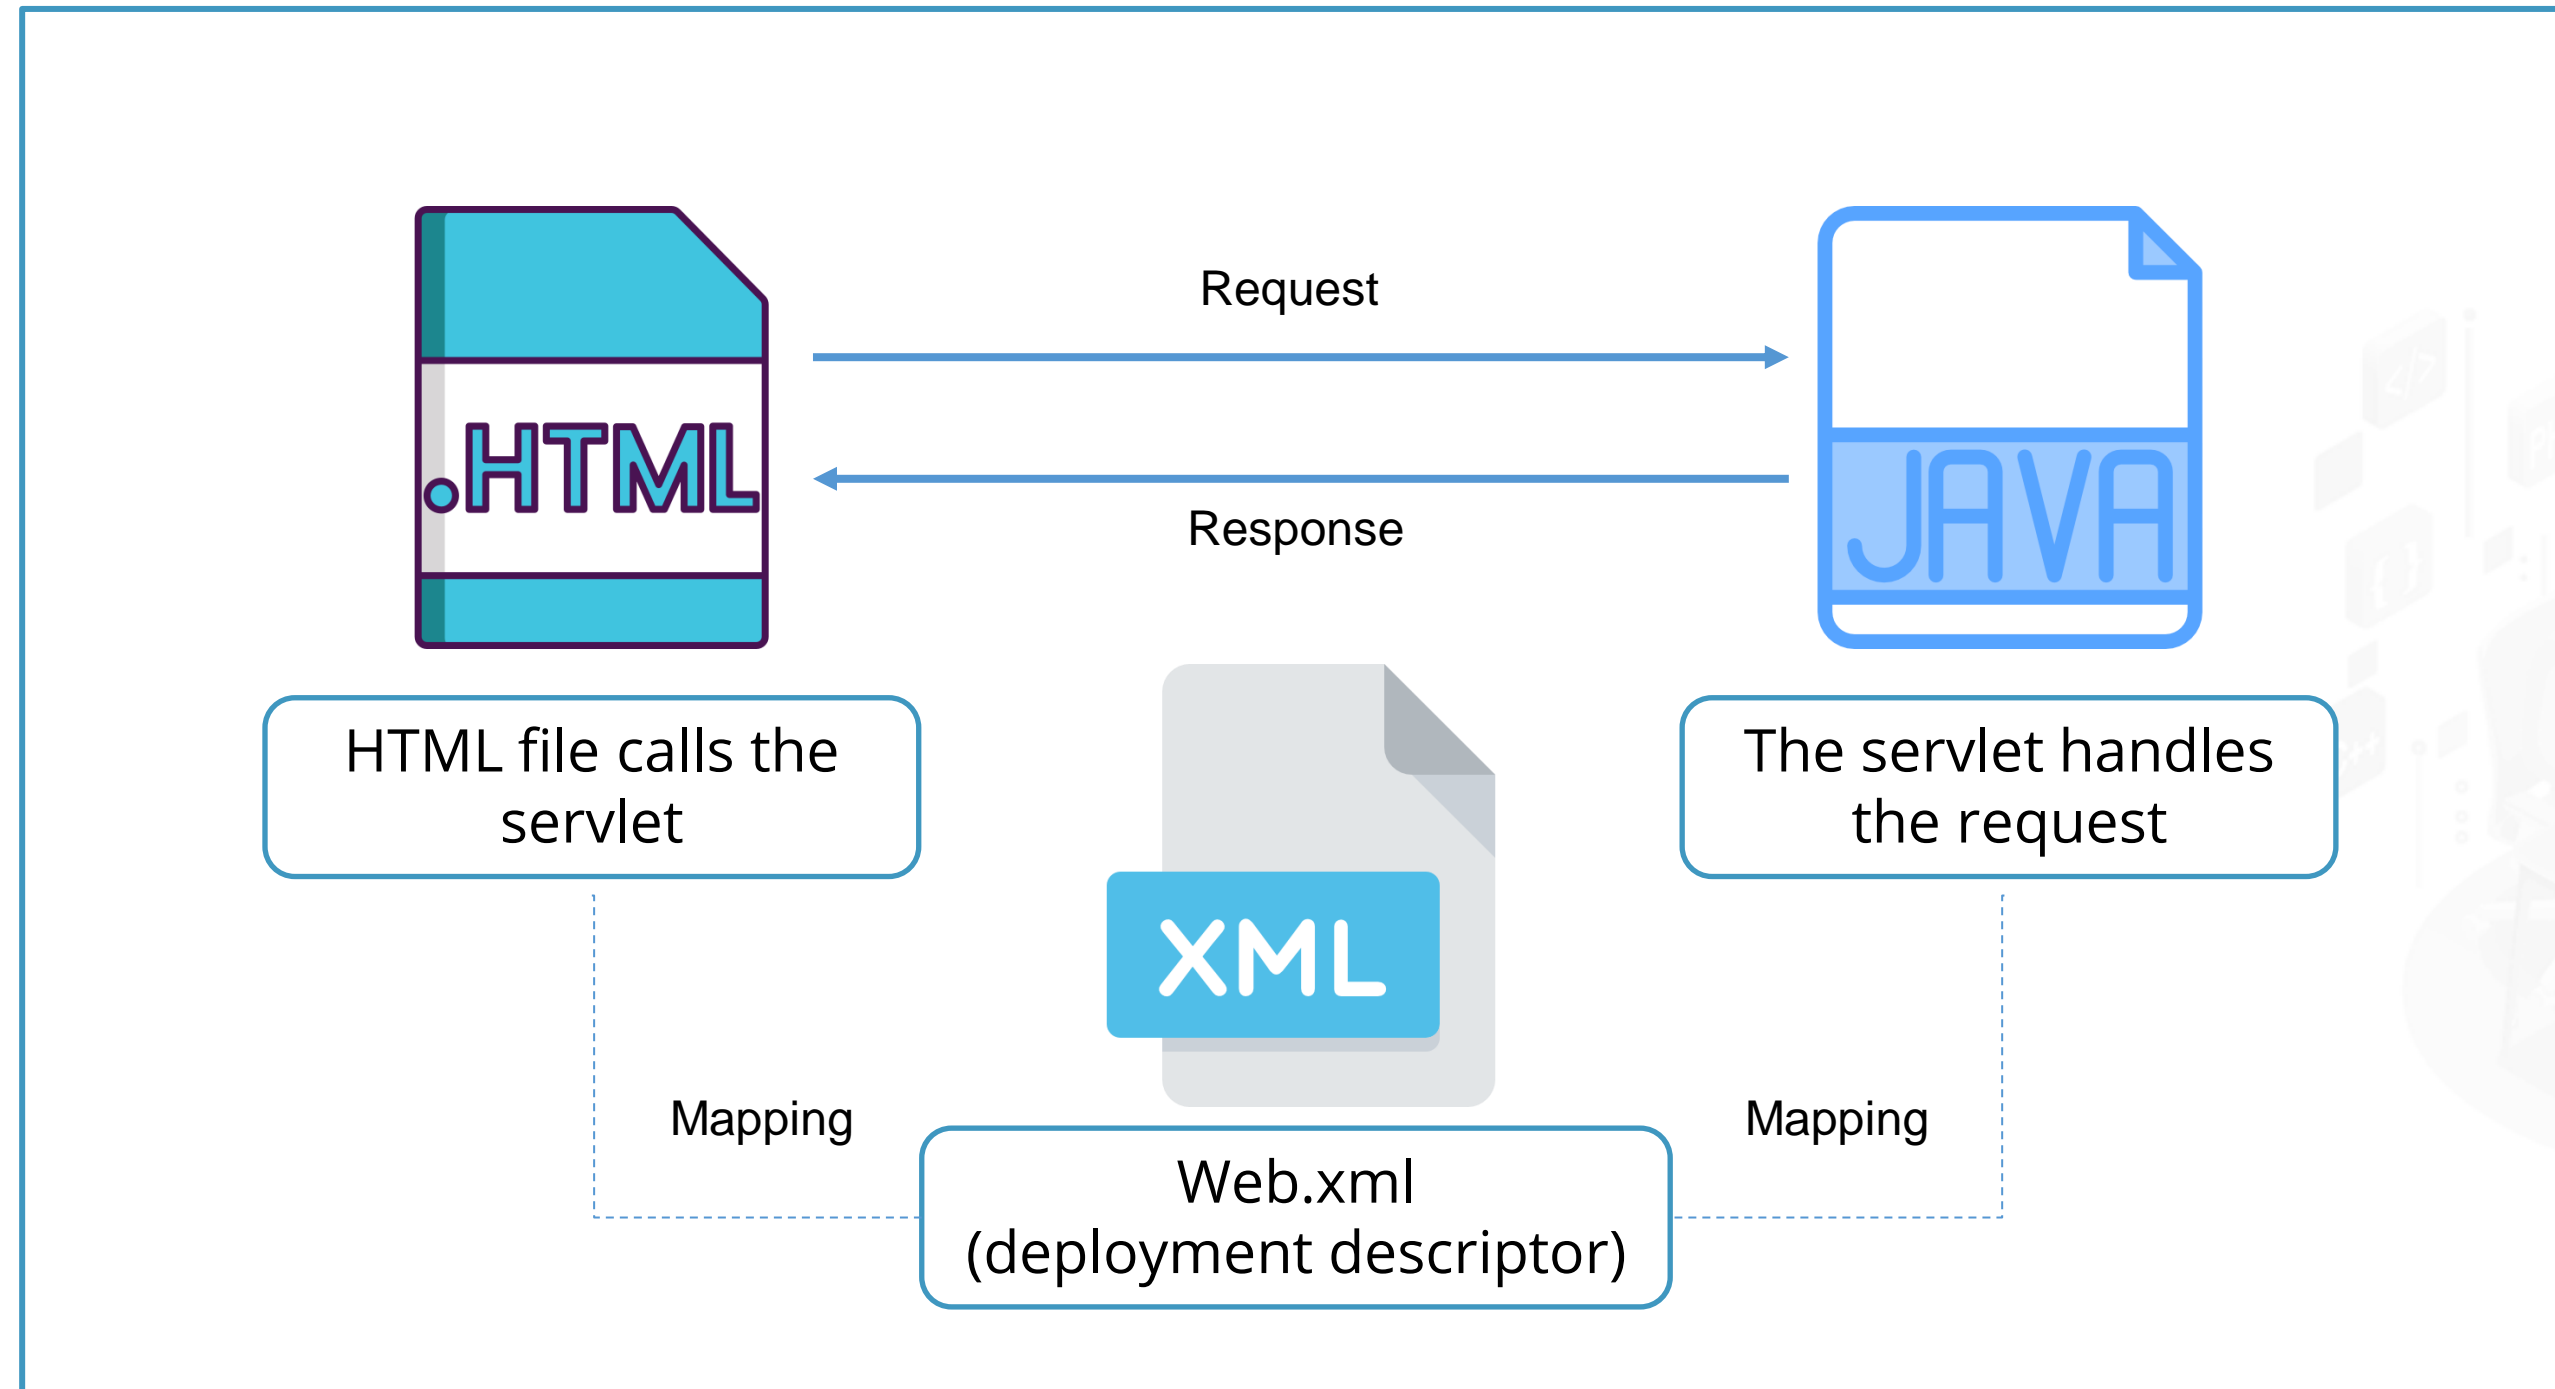 Request
.HTML
JAVA
Response
HTML file calls the
servlet
The servlet handles
the request
XML
Mapping
Mapping
Web.xml
(deployment descriptor)